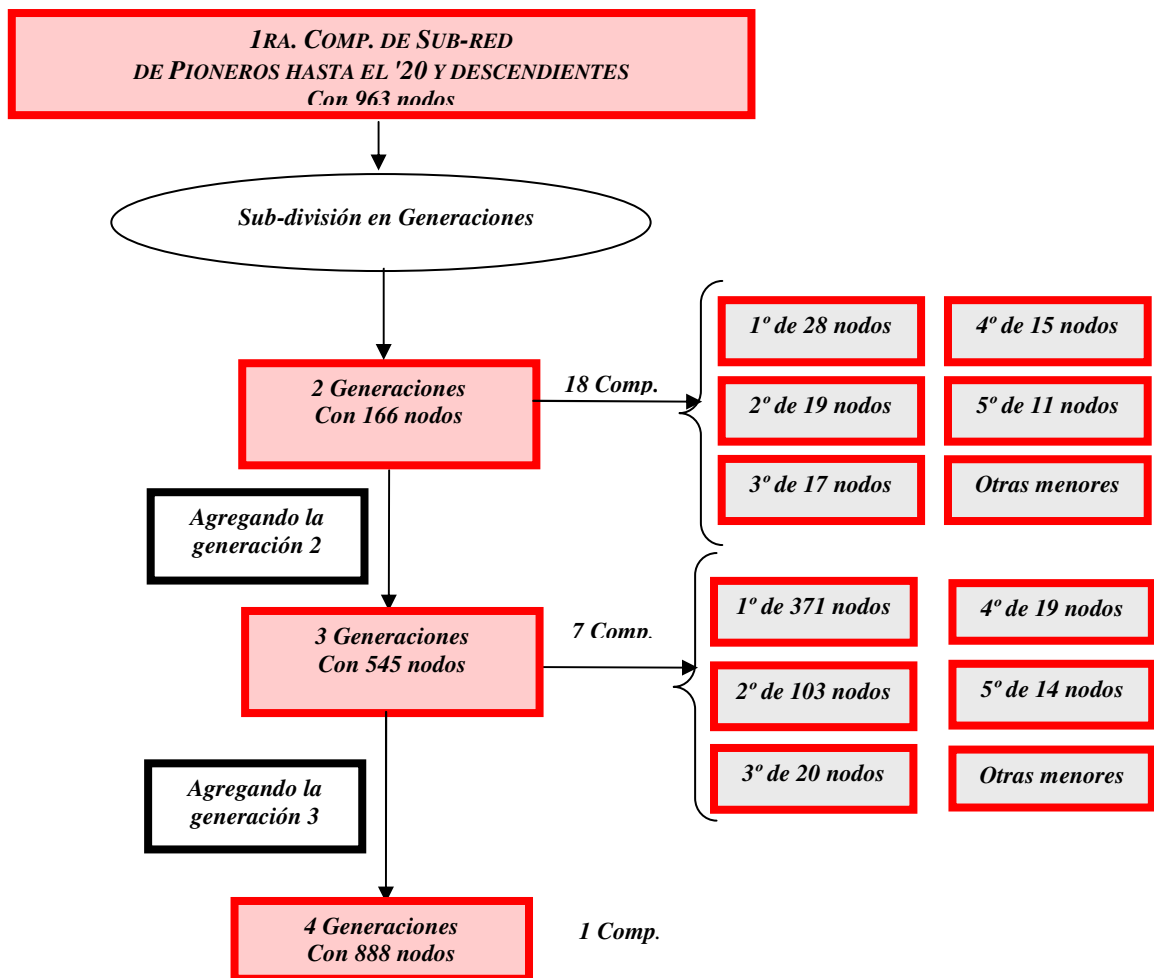 1RA. COMP. DE SUB-RED
DE PIONEROS HASTA EL '20 Y DESCENDIENTES
Con 963 nodos
Sub-división en Generaciones
2 Generaciones
Con 166 nodos
18 Comp.
1º de 28 nodos
4º de 15 nodos
2º de 19 nodos
5º de 11 nodos
3º de 17 nodos
Otras menores
Agregando la
generación 2
3 Generaciones
Con 545 nodos
7 Comp.
1º de 371 nodos
4º de 19 nodos
2º de 103 nodos
5º de 14 nodos
3º de 20 nodos
Otras menores
Agregando la
generación 3
4 Generaciones
Con 888 nodos
1 Comp.